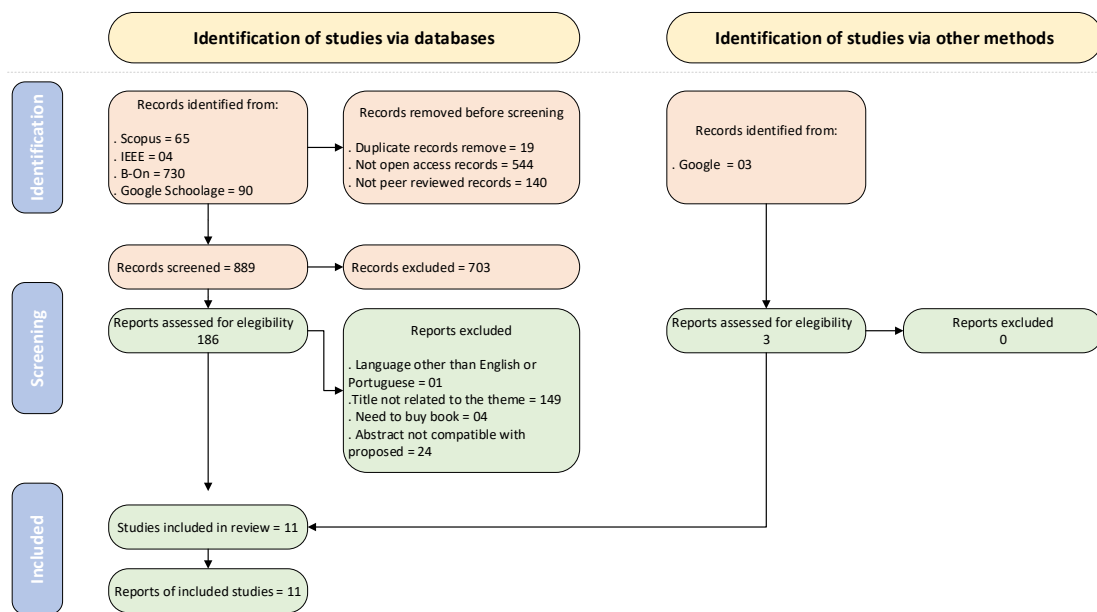 Identification of studies via databases
Identification of studies via other methods
Identification
Records identified from:
. Scopus = 65
. IEEE = 04
. B-On = 730
. Google Schoolage = 90
Records removed before screening
. Duplicate records remove = 19
. Not open access records = 544
. Not peer reviewed records = 140
Records identified from:
. Google = 03
Screening
Records screened = 889
Records excluded = 703
Reports assessed for elegibility
186
Reports excluded
. Language other than English or
Portuguese = 01
.Title not related to the theme = 149
. Need to buy book = 04
. Abstract not compatible with
proposed = 24
Reports assessed for elegibility
3
Reports excluded
0
Included
Studies included in review = 11
Reports of included studies = 11